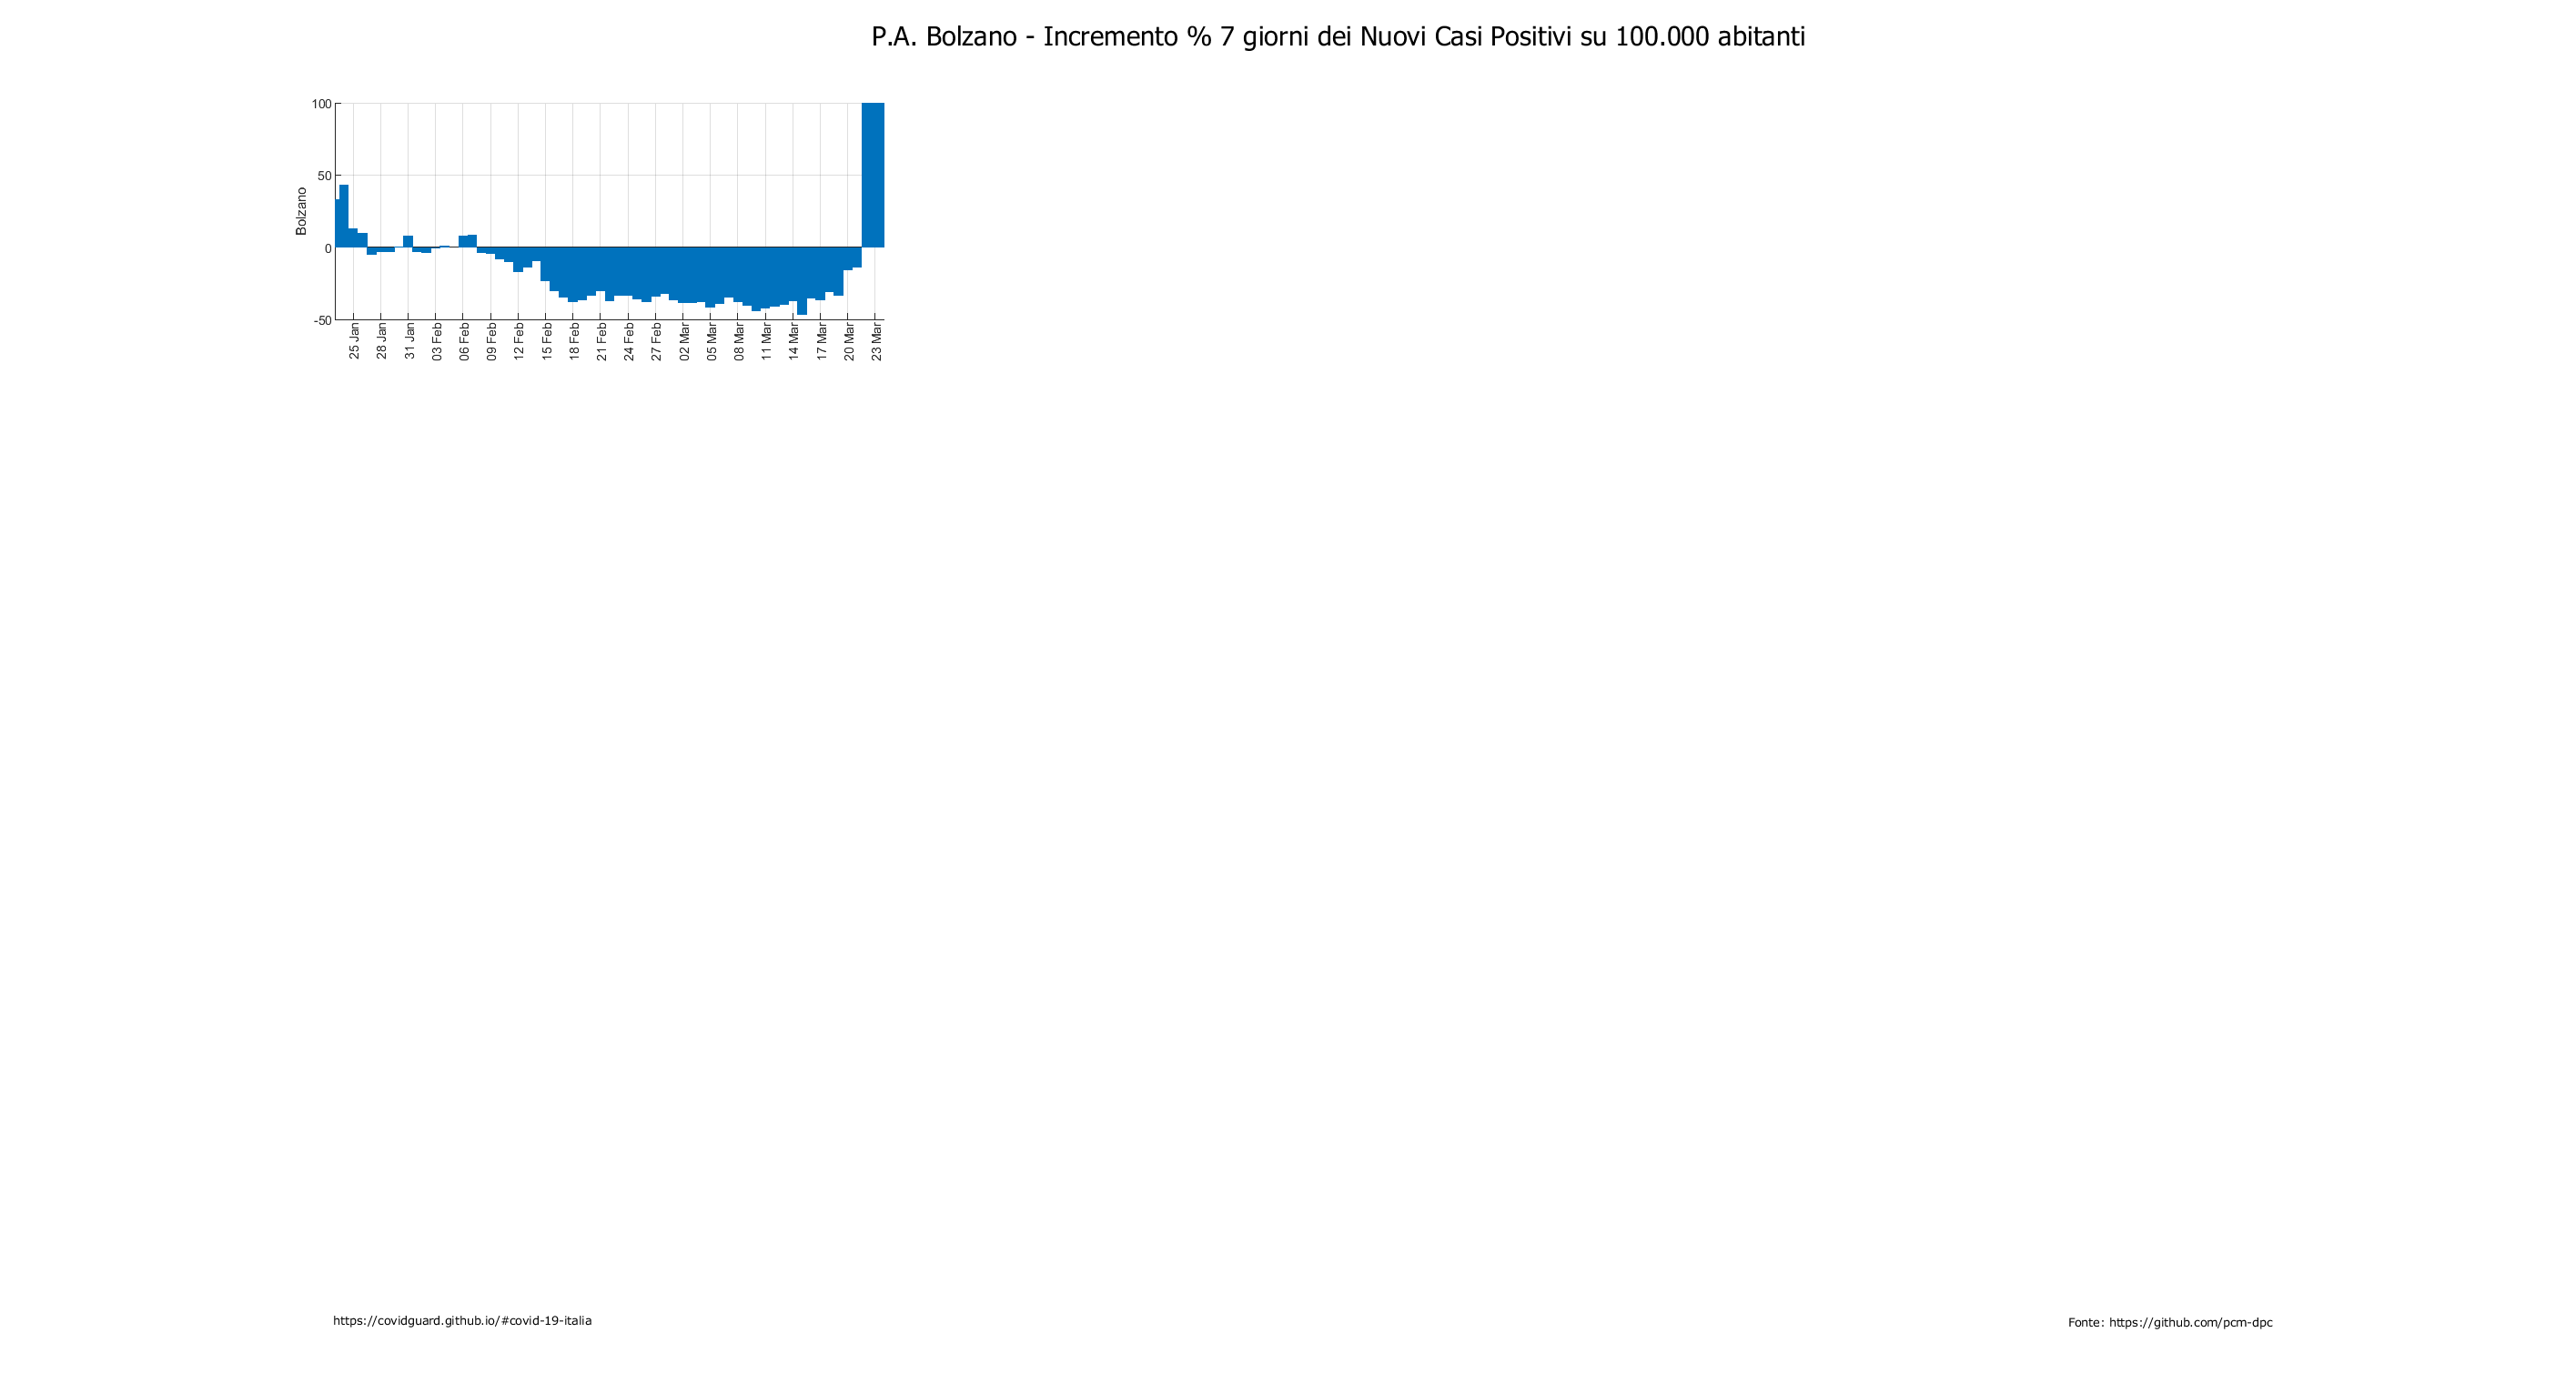 P.A. Bolzano - Incremento % 7 giorni dei Nuovi Casi Positivi su 100.000 abitanti
100
50
0
-50
Bolzano
25 Jan
28 Jan
31 Jan
03 Feb
06 Feb
09 Feb
12 Feb
15 Feb
18 Feb
21 Feb
24 Feb
27 Feb
02 Mar
05 Mar
08 Mar
11 Mar
14 Mar
17 Mar
20 Mar
23 Mar
https://covidguard.github.io/#covid-19-italia
Fonte: https://github.com/pcm-dpc